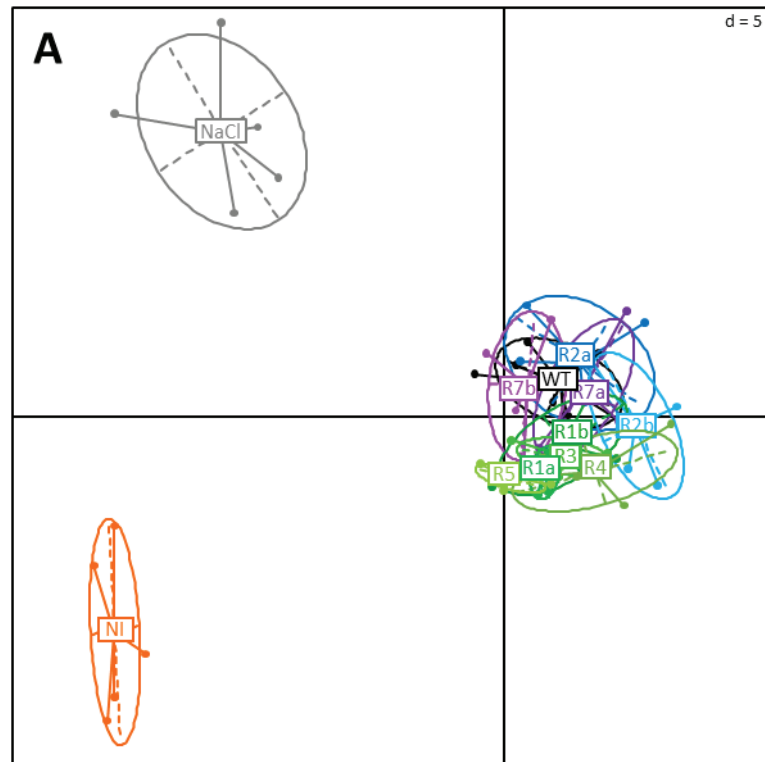 A
d = 5
NaCl
R2a
WT
R7b
R7a
R2b
R1b
R3
R1a
R4
R5
NI